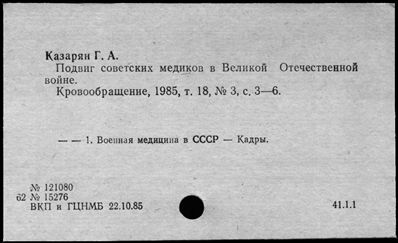 Казарян Г. А.
Подвиг советских медиков в Великой Отечественной
войне.
Кровообращение, 1985, т. 18, № 3, с. 3—6.
— — 1. Военная медицина в СССР — Кадры.
№ 121080
б2 № 15276
ВКП и ГЦНМБ 22.10.85
41.1.1